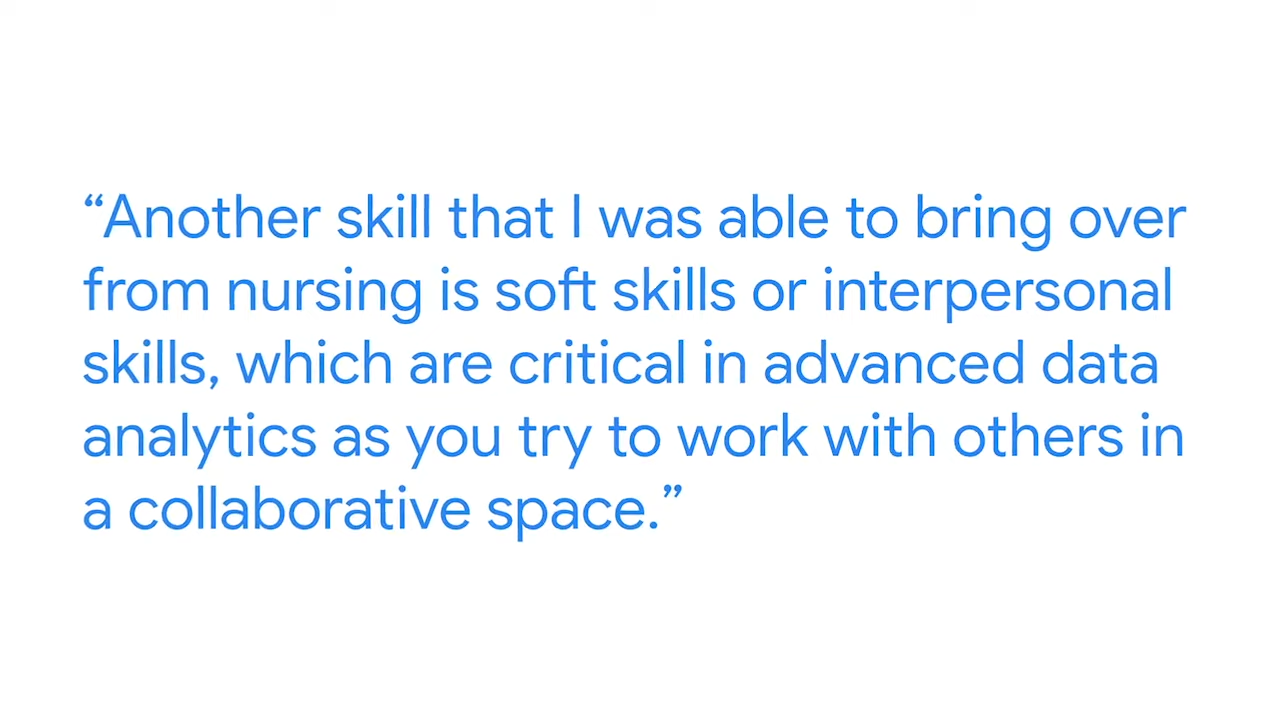 “Another skill that I was able to bring over
from nursing is soft skills or interpersonal
skills, which are critical in advanced data
analytics as you try to work with others in
a collaborative space.”